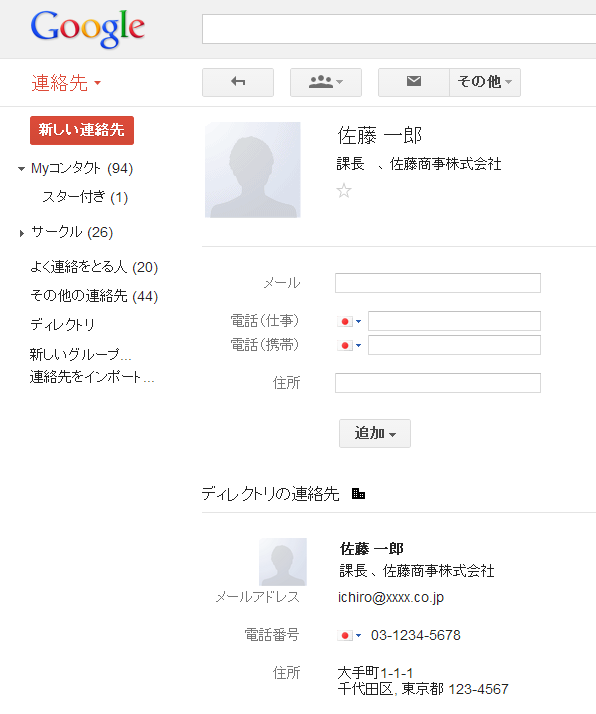 Google
連絡先
その他
新しい連絡先
Myコンタクト (94)
スター付き (1)
サークル (26)
よく連絡をとる人 (20)
その他の連絡先 (44)
ディレクトリ
新しいグループ...
連絡先をインポート...
佐藤 一郎
課長 、佐藤商事株式会社
メール
電話(仕事)
電話(携帯)
住所
追加
ディレクトリの連絡先
佐藤 一郎
課長 、佐藤商事株式会社
メールアドレス ichiro@xxxx.co.jp
電話番号 03-1234-5678
住所 大手町1-1-1
千代田区, 東京都 123-4567